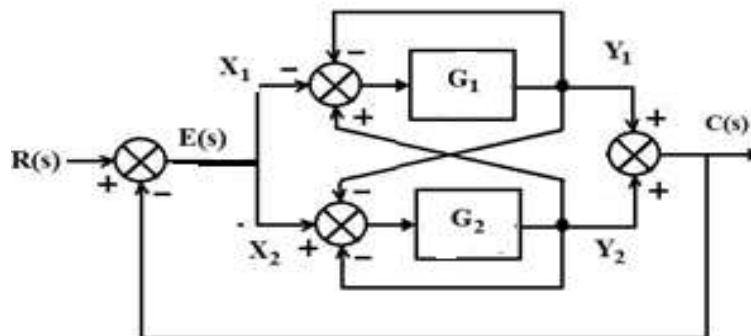 −
X₁ − Y₁
G₁
+ +
E(s) C(s)
R(s)
+ −
− +
G₂
X₂ + − Y₂